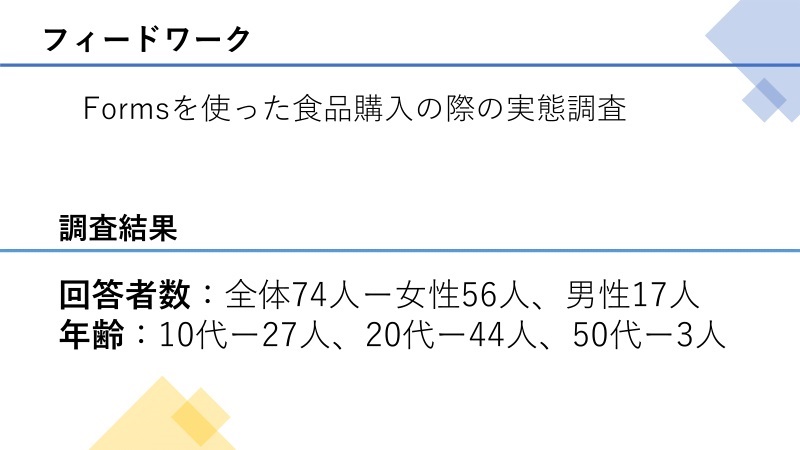 フィードワーク
Formsを使った食品購入の際の実態調査
調査結果
回答者数：全体74人ー女性56人、男性17人
年齢：10代ー27人、20代ー44人、50代ー3人